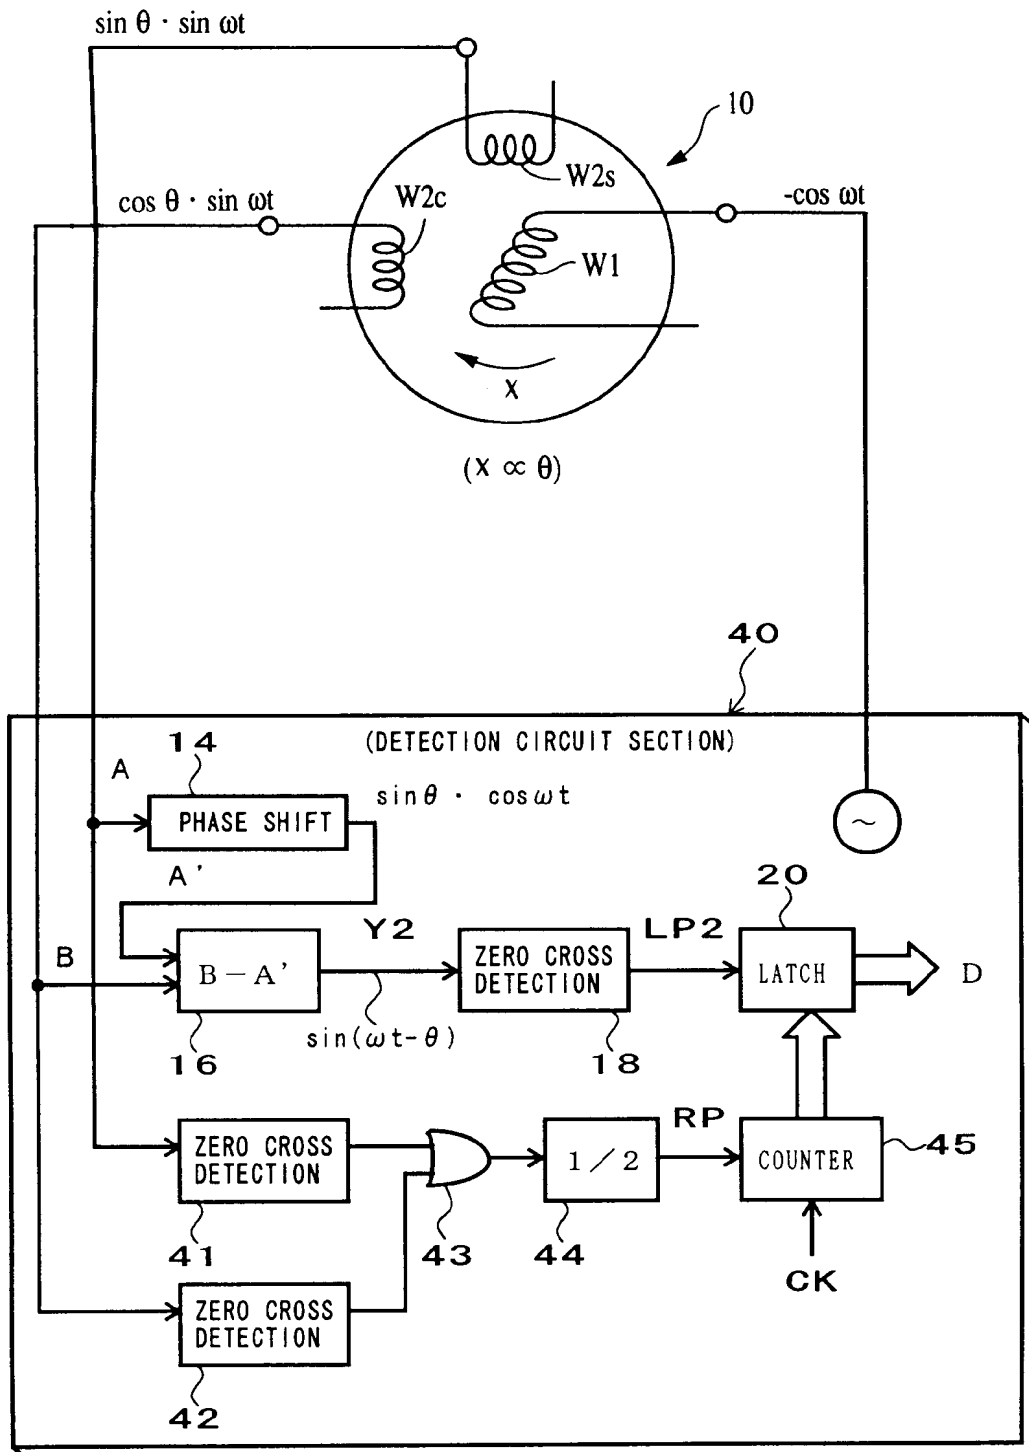 sin θ · sin ωt
10
W2s
W2c
cos θ · sin ωt
-cos ωt
W1
X
(X ∝ θ)
40
(DETECTION CIRCUIT SECTION)
14
A
sinθ · cosωt
PHASE SHIFT
~
A'
20
Y2
LP2
B
B-A'
ZERO CROSS
DETECTION
LATCH
D
sin(ωt-θ)
16
18
RP
ZERO CROSS
DETECTION
1/2
COUNTER
45
41
43
44
CK
ZERO CROSS
DETECTION
42